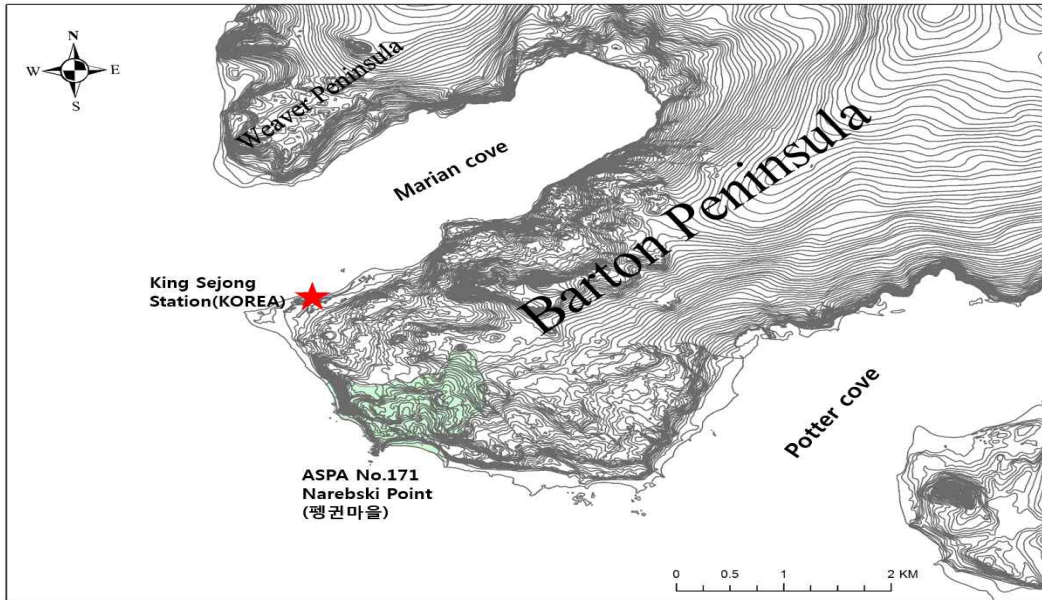 N
W E
S
Weaver Peninsula
Marian cove
Barton Peninsula
King Sejong
Station(KOREA)
Potter cove
ASPA No.171
Narebski Point
(펭귄마을)
0 0.5 1 2 KM